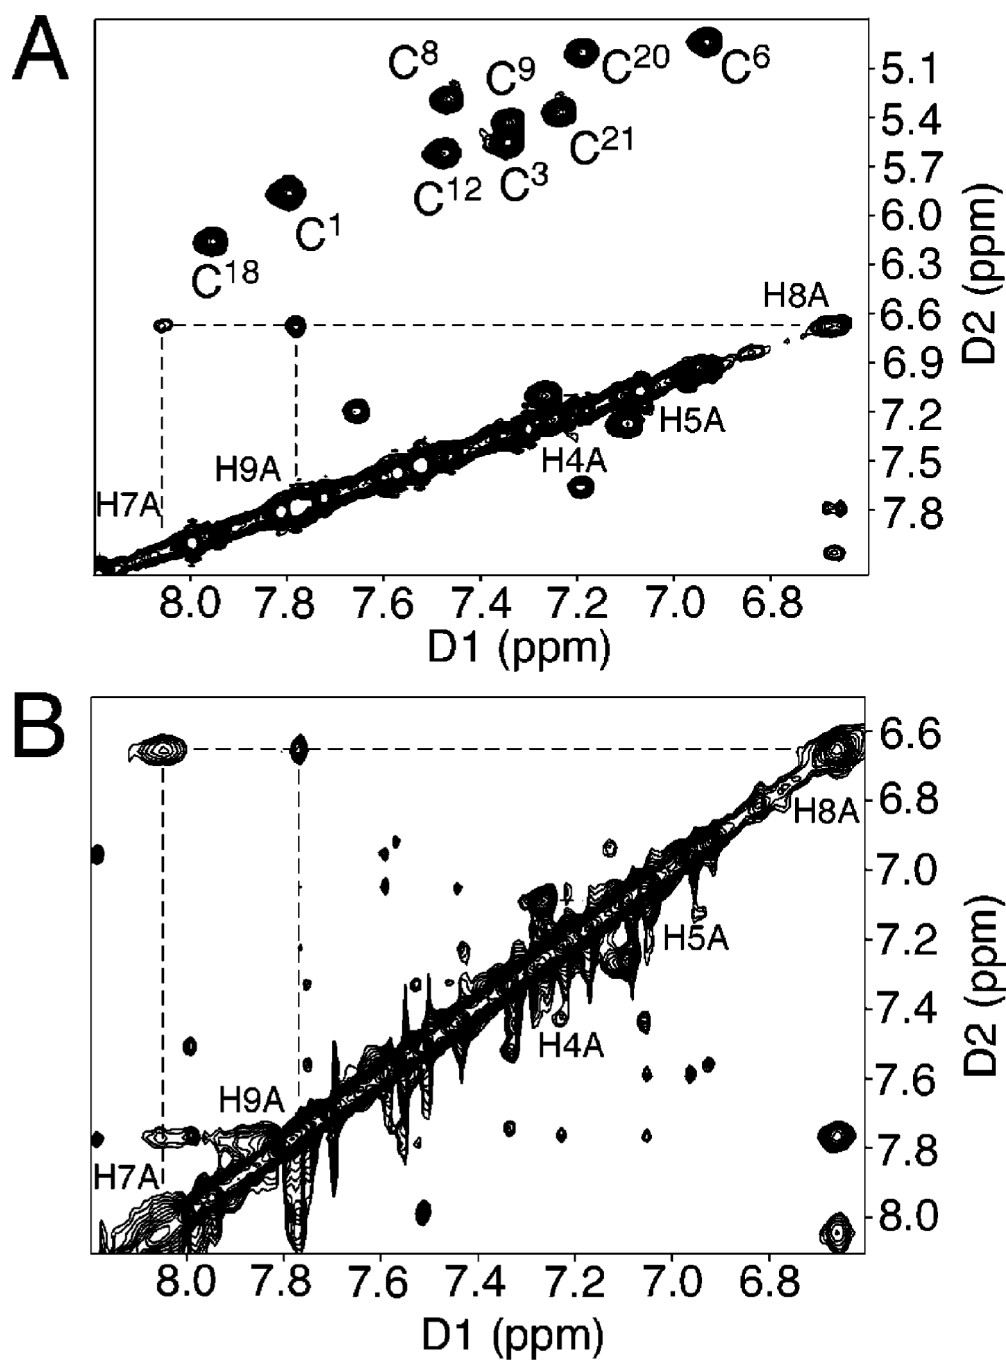 A
C⁸
C⁹
C²⁰
C⁶
C²¹
C¹²
C³
C¹
C¹⁸
H8A
H5A
H4A
H9A
H7A
5.1
5.4
5.7
6.0
6.3
6.6
6.9
7.2
7.5
7.8
D2 (ppm)
8.0 7.8 7.6 7.4 7.2 7.0 6.8
D1 (ppm)
B
H8A
H5A
H4A
H9A
H7A
6.6
6.8
7.0
7.2
7.4
7.6
7.8
8.0
D2 (ppm)
8.0 7.8 7.6 7.4 7.2 7.0 6.8
D1 (ppm)